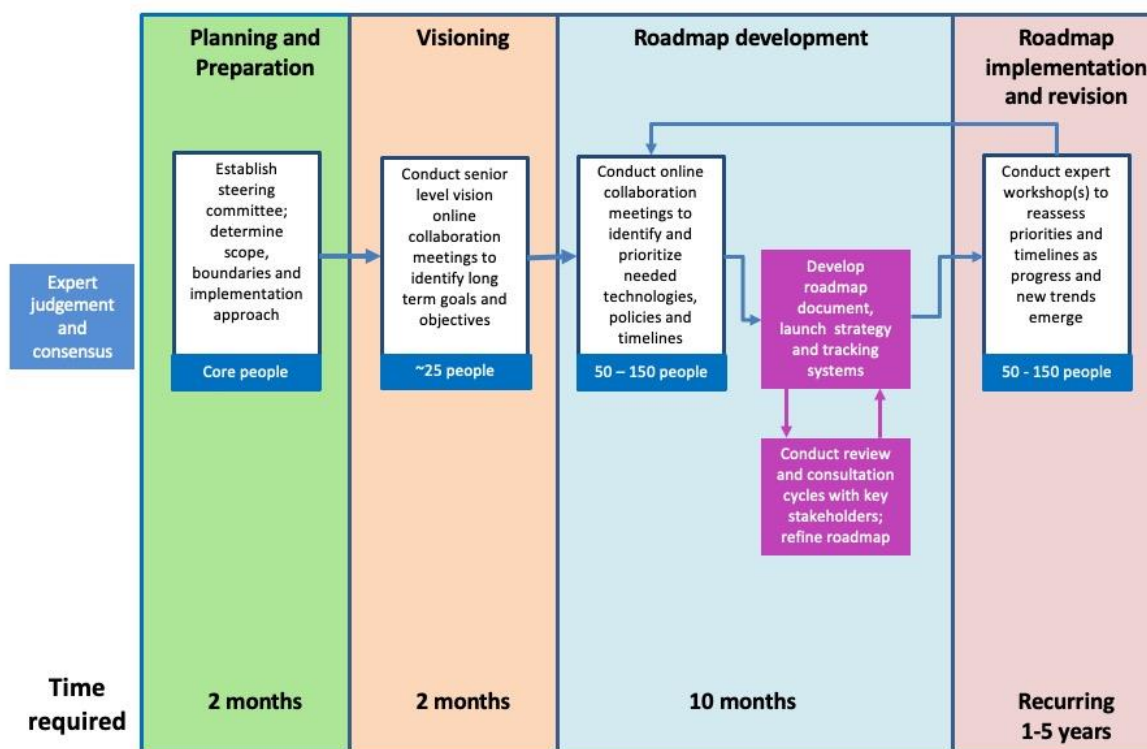 Planning and
Preparation
Visioning
Roadmap development
Roadmap
implementation
and revision
Expert
judgement
and
consensus
Establish
steering
committee;
determine
scope,
boundaries and
implementation
approach
Core people
Conduct senior
level vision
online
collaboration
meetings to
identify long
term goals and
objectives
~25 people
Conduct online
collaboration
meetings to
identify and
prioritize
needed
technologies,
policies and
timelines
50 – 150 people
Develop
roadmap
document,
launch strategy
and tracking
systems
Conduct review
and consultation
cycles with key
stakeholders;
refine roadmap
Conduct expert
workshop(s) to
reassess
priorities and
timelines as
progress and
new trends
emerge
50 - 150 people
Time
required
2 months
2 months
10 months
Recurring
1-5 years